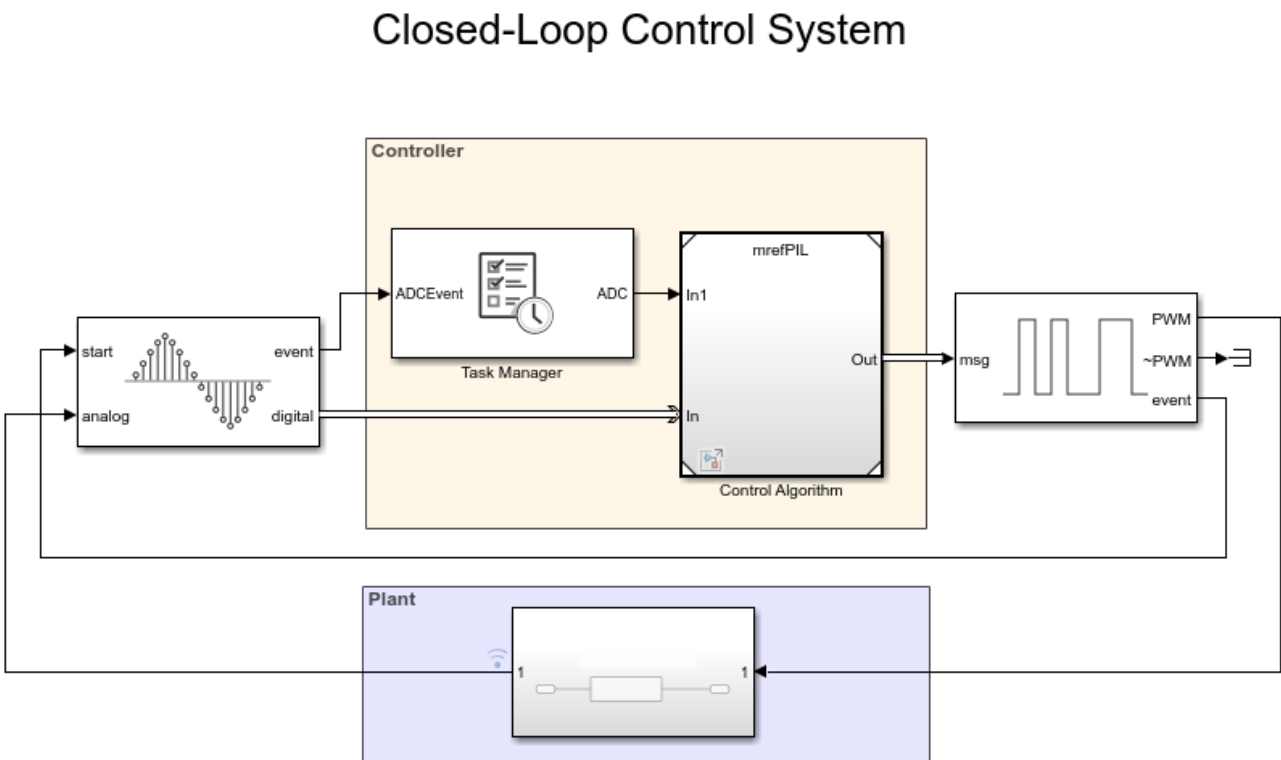 Closed-Loop Control System
Controller
mrefPIL
ADCEvent
ADC
In1
Task Manager
start
event
analog
digital
In
Out
Control Algorithm
msg
PWM
~PWM
event
Plant
1
1